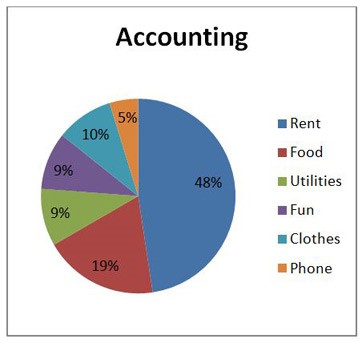 Accounting
5%
10%
9%
9%
19%
48%
Rent
Food
Utilities
Fun
Clothes
Phone